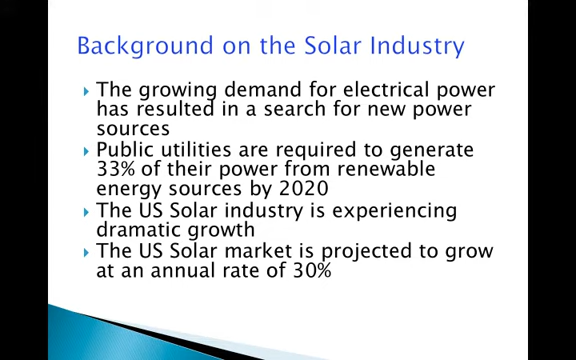 Background on the Solar Industry
The growing demand for electrical power
has resulted in a search for new power
sources
Public utilities are required to generate
33% of their power from renewable
energy sources by 2020
The US Solar industry is experiencing
dramatic growth
The US Solar market is projected to grow
at an annual rate of 30%